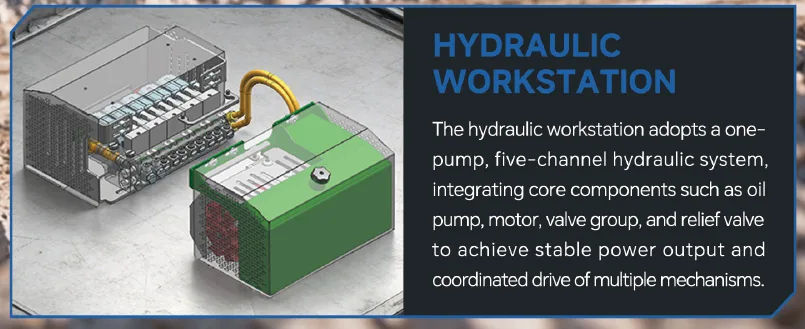 HYDRAULIC
WORKSTATION
The hydraulic workstation adopts a one-
pump, five-channel hydraulic system,
integrating core components such as oil
pump, motor, valve group, and relief valve
to achieve stable power output and
coordinated drive of multiple mechanisms.